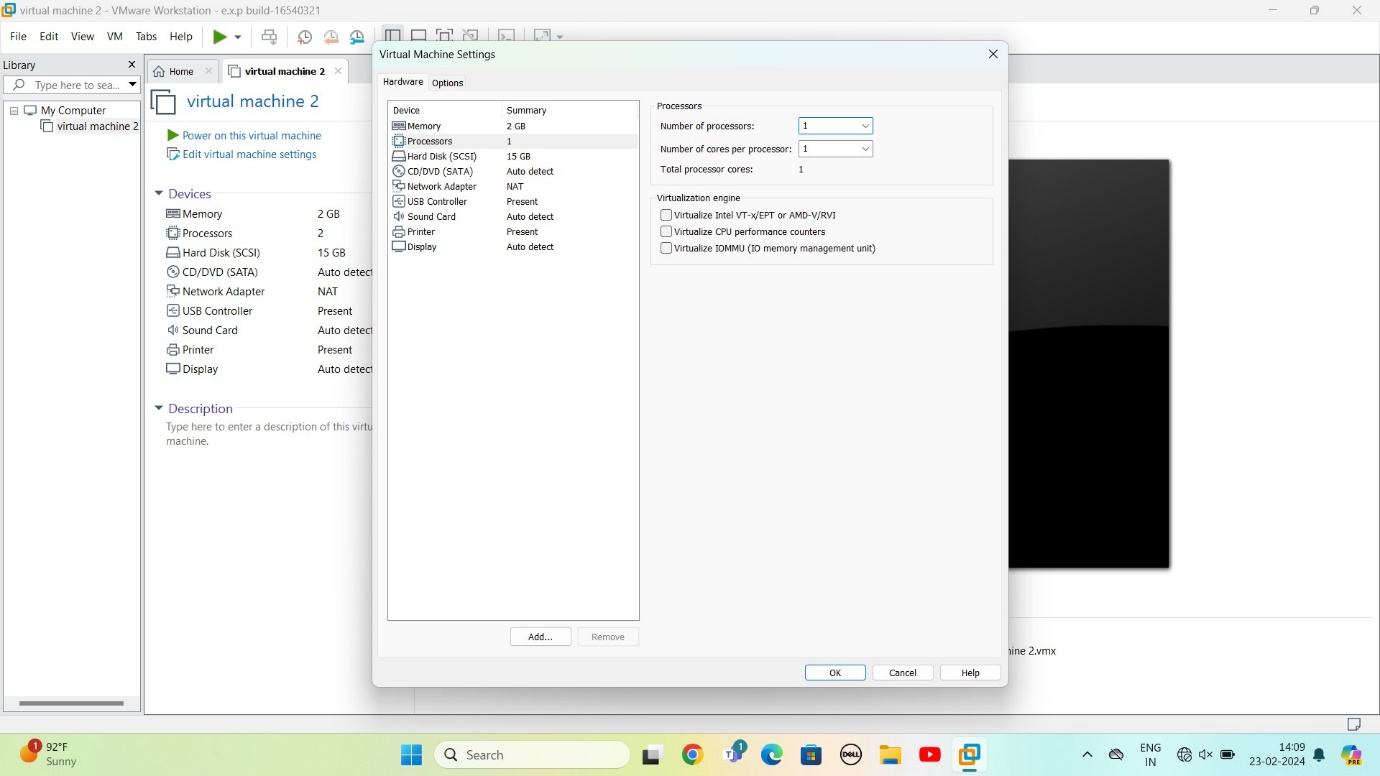 virtual machine 2 - VMware Workstation - e.x.p build-16540321
File Edit View VM Tabs Help
Library
Type here to sea...
My Computer
virtual machine 2
Home
virtual machine 2
virtual machine 2
Power on this virtual machine
Edit virtual machine settings
Devices
Memory 2 GB
Processors 2
Hard Disk (SCSI) 15 GB
CD/DVD (SATA) Auto detect
Network Adapter NAT
USB Controller Present
Sound Card Auto detect
Printer Present
Display Auto detect
Description
Type here to enter a description of this virtu
machine.
Virtual Machine Settings
Hardware Options
Device Summary
Memory 2 GB
Processors 1
Hard Disk (SCSI) 15 GB
CD/DVD (SATA) Auto detect
Network Adapter NAT
USB Controller Present
Sound Card Auto detect
Printer Present
Display Auto detect
Add... Remove
Processors
Number of processors: 1
Number of cores per processor: 1
Total processor cores: 1
Virtualization engine
Virtualize Intel VT-x/EPT or AMD-V/RVI
Virtualize CPU performance counters
Virtualize IOMMU (IO memory management unit)
OK Cancel Help
hine 2.vmx
1
92°F
Sunny
Search
1
DELL
ENG
IN
14:09
23-02-2024
PRE